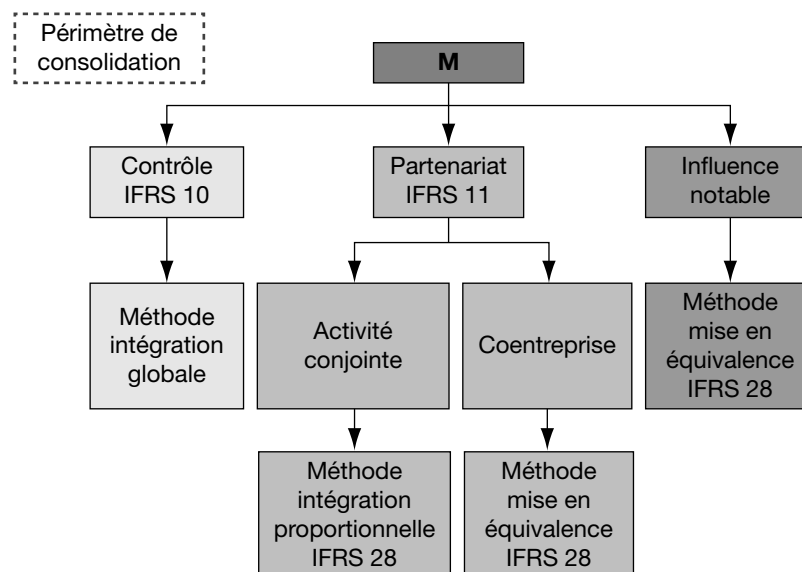 Périmètre de
consolidation
M
Contrôle
IFRS 10
Partenariat
IFRS 11
Influence
notable
Méthode
intégration
globale
Activité
conjointe
Coentreprise
Méthode
mise en
équivalence
IFRS 28
Méthode
intégration
proportionnelle
IFRS 28
Méthode
mise en
équivalence
IFRS 28